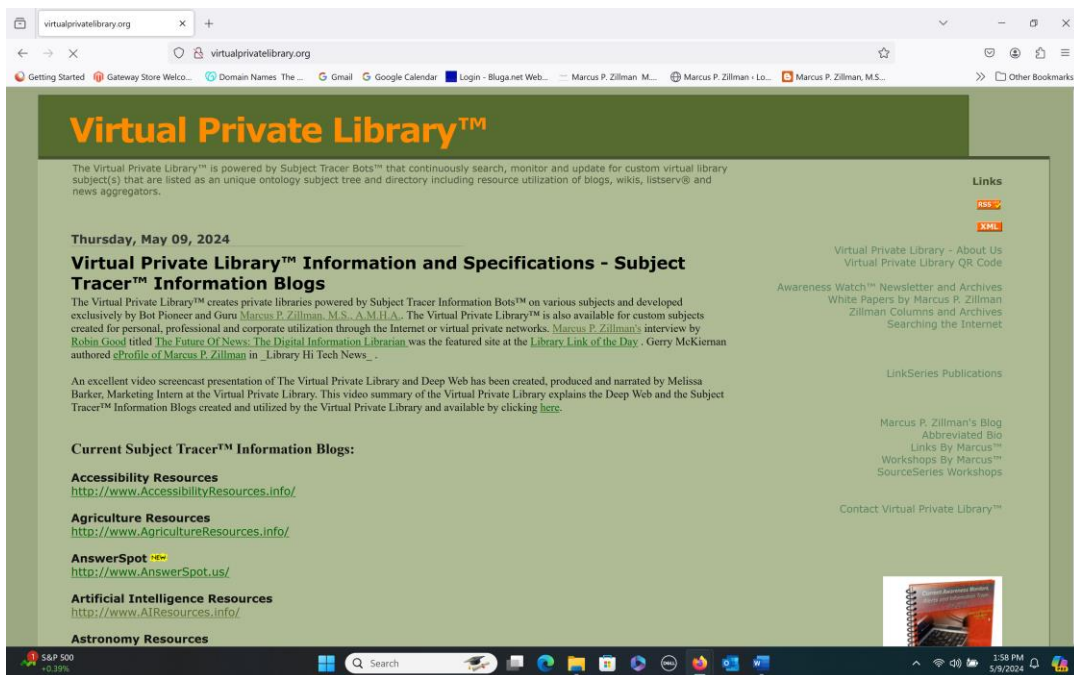 virtualprivatelibrary.org
virtualprivatelibrary.org
Getting Started Gateway Store Welco... Domain Names The ... Gmail Google Calendar Login - Bluga.net Web... Marcus P. Zillman M... Marcus P. Zillman ‹ Lo... Marcus P. Zillman, M.S... Other Bookmarks
Virtual Private Library™
The Virtual Private Library™ is powered by Subject Tracer Bots™ that continuously search, monitor and update for custom virtual library
subject(s) that are listed as an unique ontology subject tree and directory including resource utilization of blogs, wikis, listserv® and
news aggregators.
Thursday, May 09, 2024
Virtual Private Library™ Information and Specifications - Subject
Tracer™ Information Blogs
The Virtual Private Library™ creates private libraries powered by Subject Tracer Information Bots™ on various subjects and developed
exclusively by Bot Pioneer and Guru Marcus P. Zillman, M.S., A.M.H.A.. The Virtual Private Library™ is also available for custom subjects
created for personal, professional and corporate utilization through the Internet or virtual private networks. Marcus P. Zillman's interview by
Robin Good titled The Future Of News: The Digital Information Librarian was the featured site at the Library Link of the Day . Gerry McKiernan
authored eProfile of Marcus P. Zillman in _Library Hi Tech News_ .
An excellent video screencast presentation of The Virtual Private Library and Deep Web has been created, produced and narrated by Melissa
Barker, Marketing Intern at the Virtual Private Library. This video summary of the Virtual Private Library explains the Deep Web and the Subject
Tracer™ Information Blogs created and utilized by the Virtual Private Library and available by clicking here.
Current Subject Tracer™ Information Blogs:
Accessibility Resources
http://www.AccessibilityResources.info/
Agriculture Resources
http://www.AgricultureResources.info/
AnswerSpot NEW
http://www.AnswerSpot.us/
Artificial Intelligence Resources
http://www.AIResources.info/
Astronomy Resources
Links
RSS
XML
Virtual Private Library - About Us
Virtual Private Library QR Code
Awareness Watch™ Newsletter and Archives
White Papers by Marcus P. Zillman
Zillman Columns and Archives
Searching the Internet
LinkSeries Publications
Marcus P. Zillman's Blog
Abbreviated Bio
Links By Marcus™
Workshops By Marcus™
SourceSeries Workshops
Contact Virtual Private Library™
1
S&P 500
+0.39%
Search
DELL
1:58 PM
5/9/2024